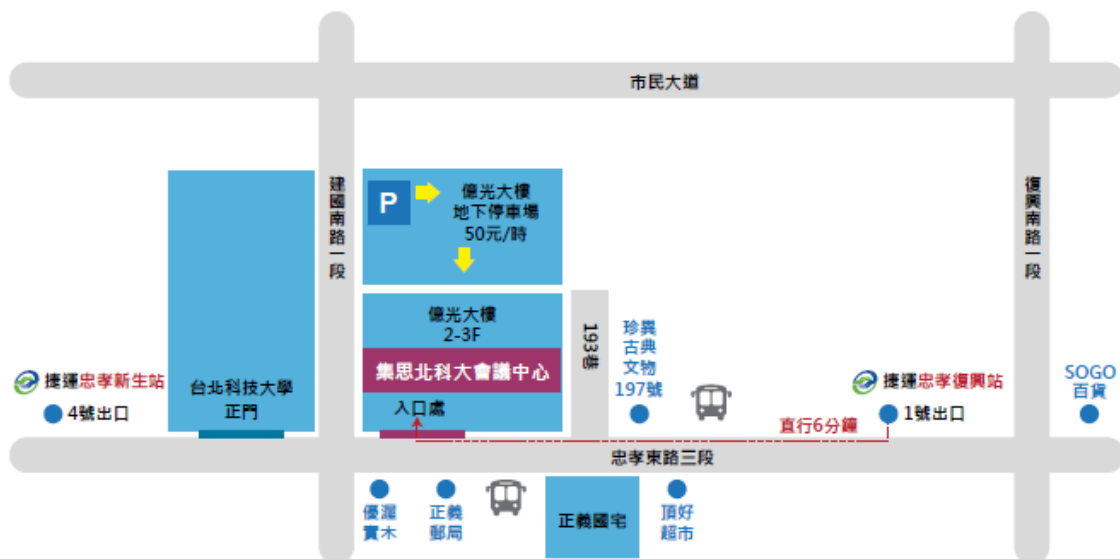 市民大道
建國南路一段
復興南路一段
P
億光大樓
地下停車場
50元/時
億光大樓
2-3F
集思北科大會議中心
入口處
193巷
珍異
古典
文物
197號
捷運忠孝新生站
4號出口
台北科技大學
正門
捷運忠孝復興站
1號出口
直行6分鐘
SOGO
百貨
忠孝東路三段
優渥
實木
正義
郵局
正義國宅
頂好
超市